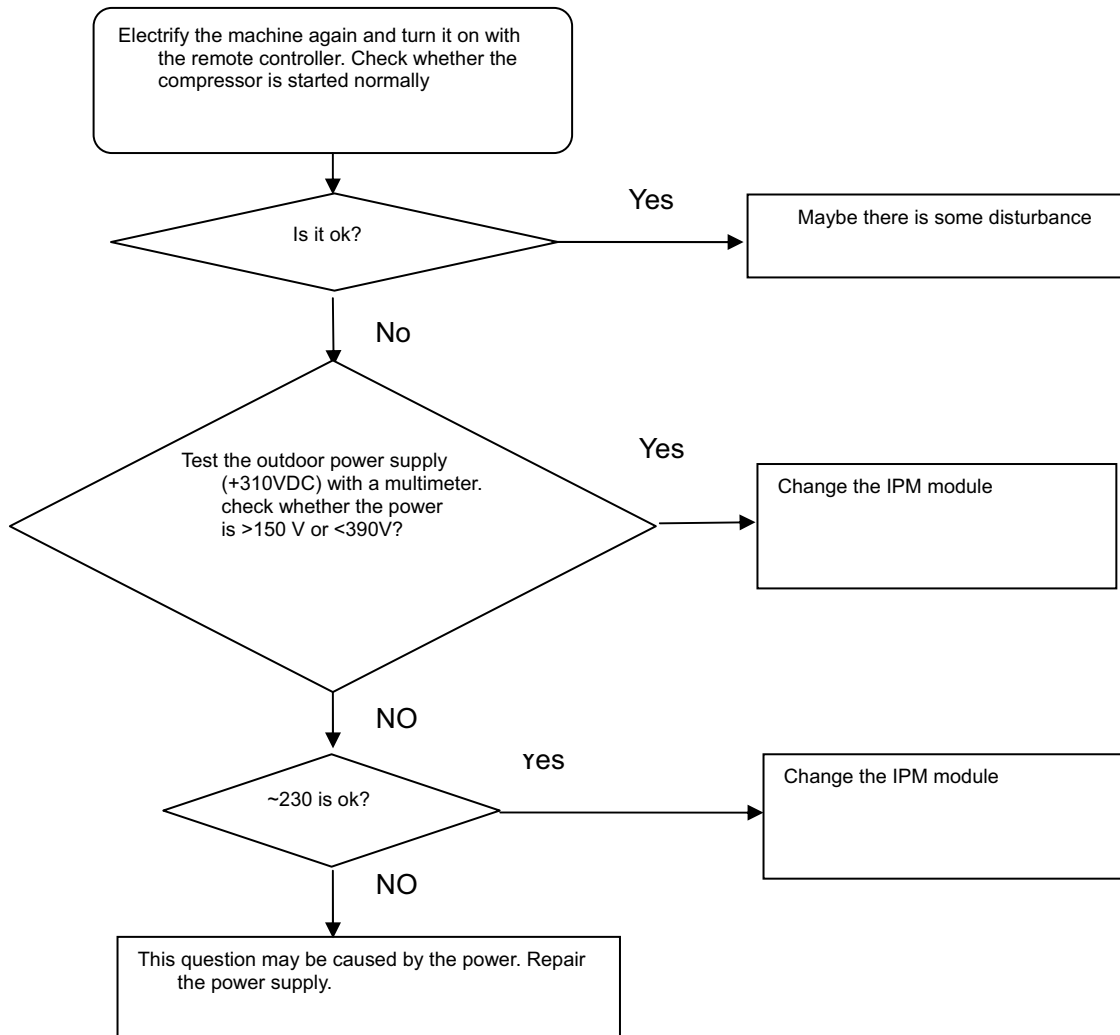 Electrify the machine again and turn it on with
the remote controller. Check whether the
compressor is started normally
Yes
Is it ok?
Maybe there is some disturbance
No
Yes
Test the outdoor power supply
(+310VDC) with a multimeter.
check whether the power
is >150 V or <390V?
Change the IPM module
NO
Yes
~230 is ok?
Change the IPM module
NO
This question may be caused by the power. Repair
the power supply.